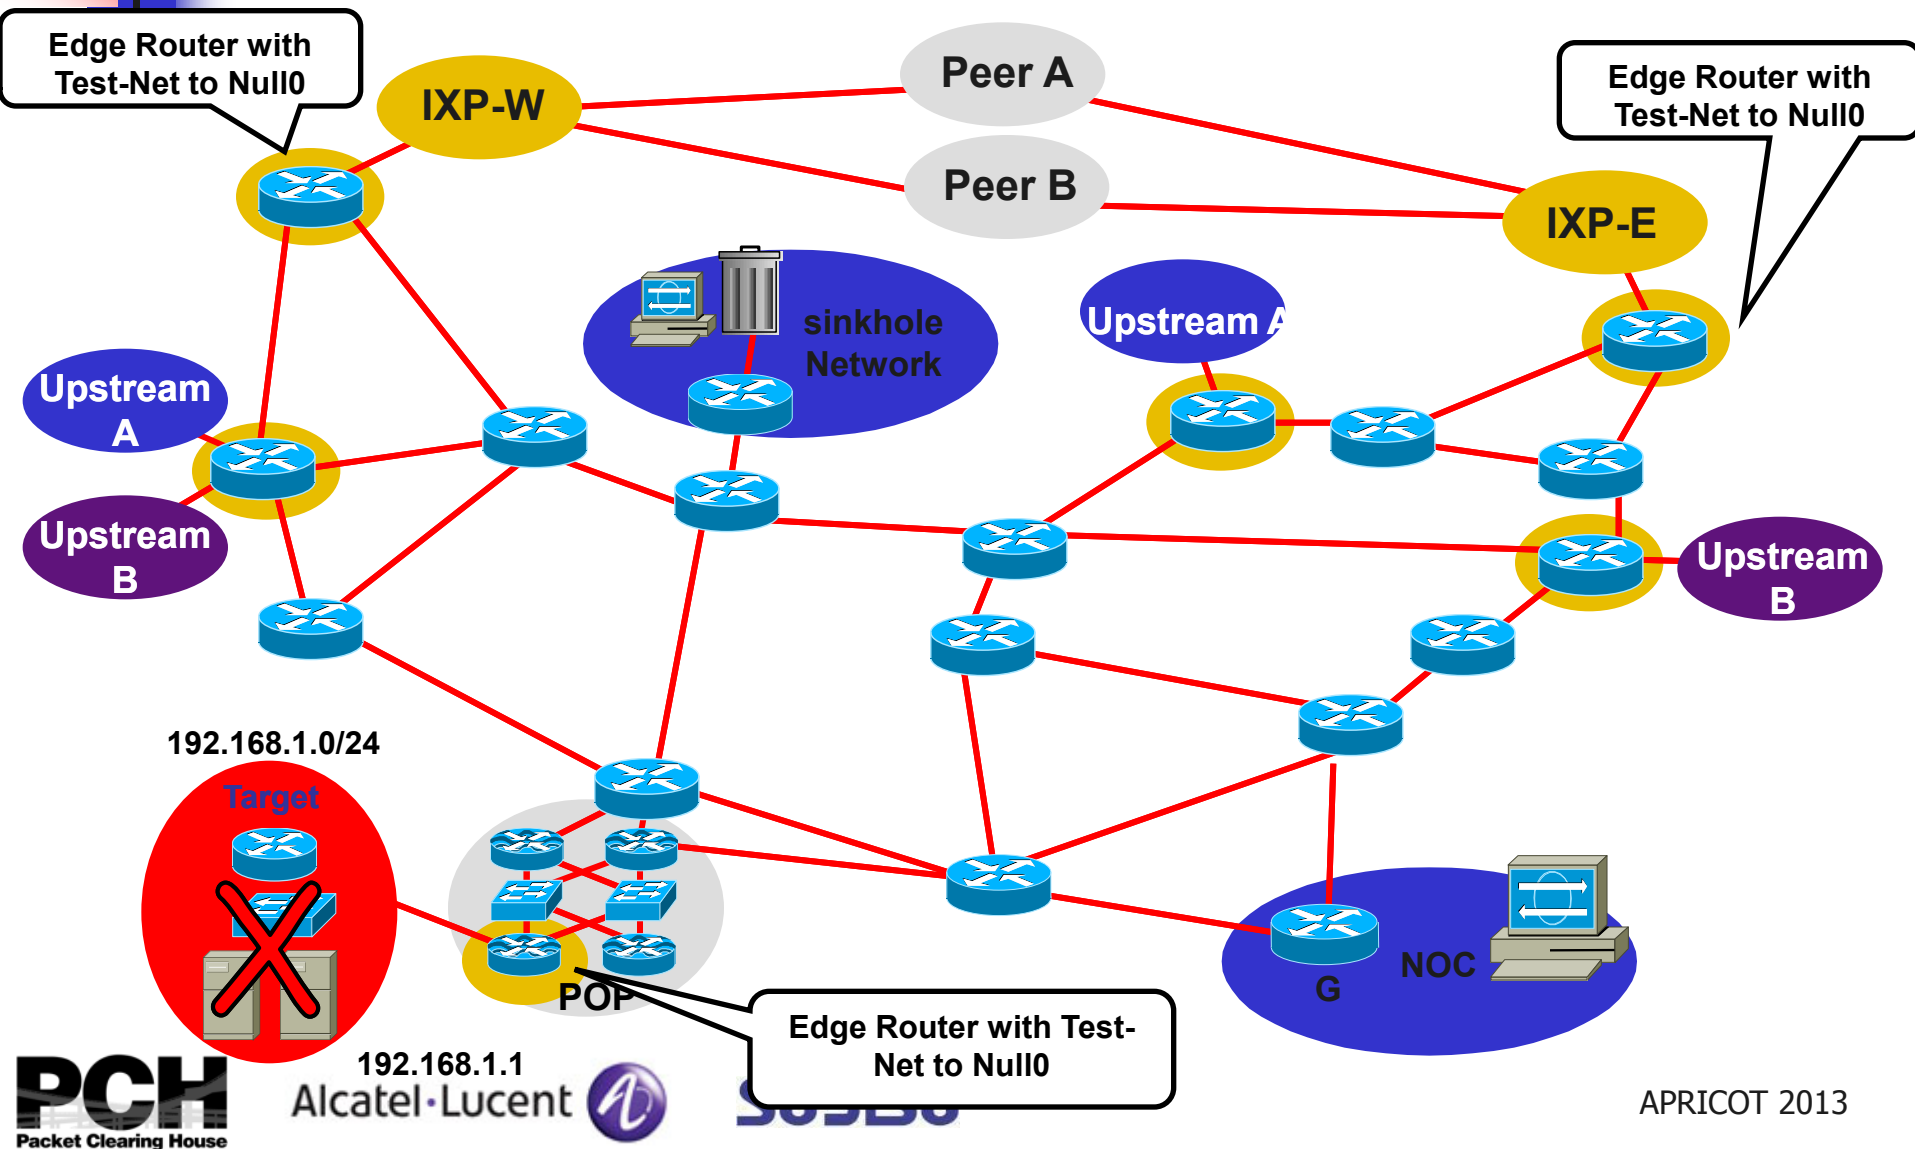 Edge Router with
Test-Net to Null0
IXP-W
Peer A
Edge Router with
Test-Net to Null0
Peer B
IXP-E
sinkhole
Network
Upstream A
Upstream
A
Upstream
B
Upstream
B
192.168.1.0/24
Target
POP
NOC
G
Edge Router with Test-
Net to Null0
192.168.1.1
PCH
Packet Clearing House
Alcatel·Lucent
APRICOT 2013